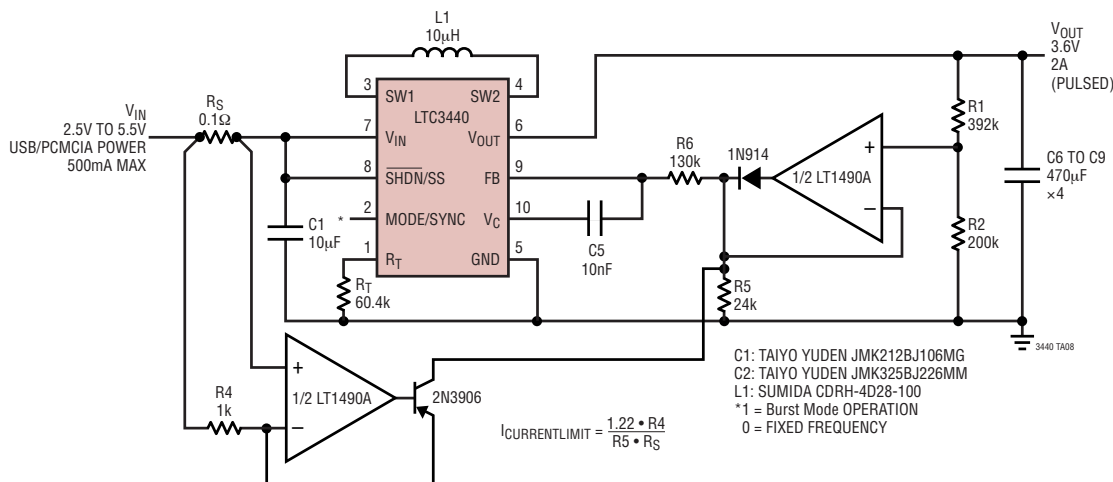 L1
10µH
3
4
SW1
SW2
LTC3440
VIN
2.5V TO 5.5V
USB/PCMCIA POWER
500mA MAX
RS
0.1Ω
7
VIN
VOUT
6
8
SHDN/SS
FB
9
2
*
MODE/SYNC
VC
10
1
RT
GND
5
C1
10µF
RT
60.4k
C5
10nF
R6
130k
1N914
1/2 LT1490A
+
–
R5
24k
R1
392k
R2
200k
VOUT
3.6V
2A
(PULSED)
C6 TO C9
470µF
×4
3440 TA08
R4
1k
+
–
1/2 LT1490A
2N3906
ICURRENTLIMIT = 1.22 • R4
R5 • RS
C1: TAIYO YUDEN JMK212BJ106MG
C2: TAIYO YUDEN JMK325BJ226MM
L1: SUMIDA CDRH-4D28-100
*1 = Burst Mode OPERATION
0 = FIXED FREQUENCY